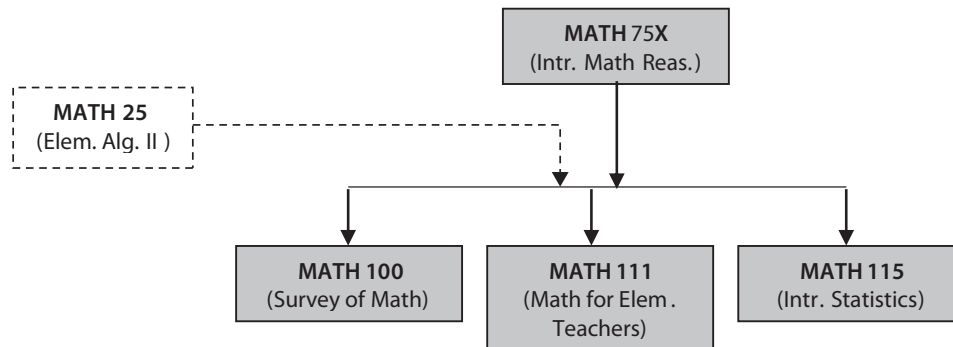 MATH 75X
(Intr. Math Reas.)
MATH 25
(Elem. Alg. II )
MATH 100
(Survey of Math)
MATH 111
(Math for Elem .
Teachers)
MATH 115
(Intr. Statistics)